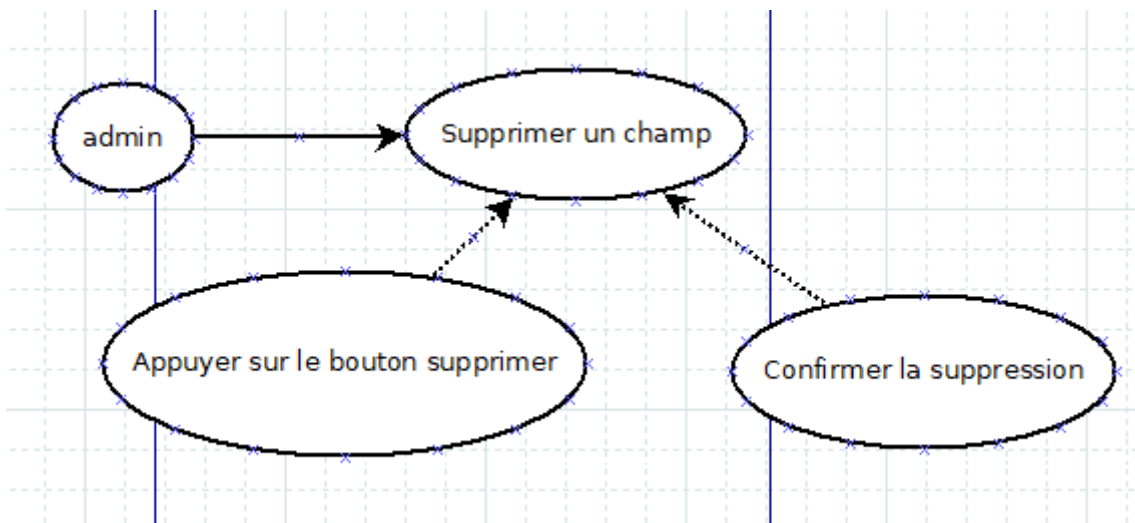 admin
Supprimer un champ
Appuyer sur le bouton supprimer
Confirmer la suppression